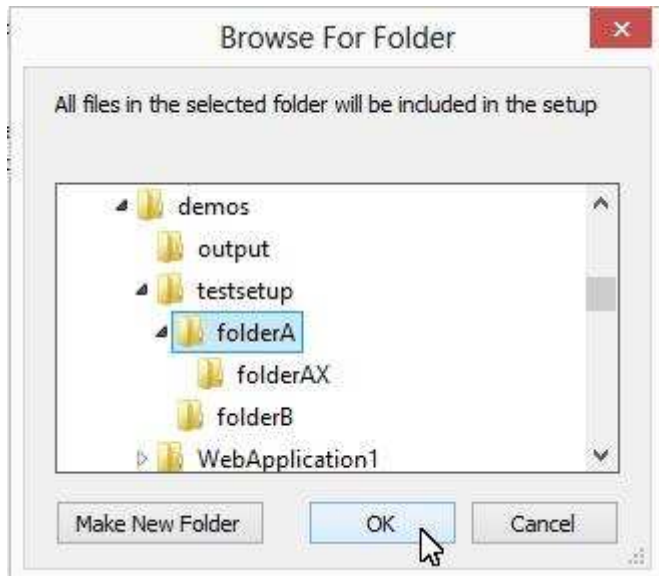 Browse For Folder
All files in the selected folder will be included in the setup
demos
output
testsetup
folderA
folderAX
folderB
WebApplication1
Make New Folder
OK
Cancel